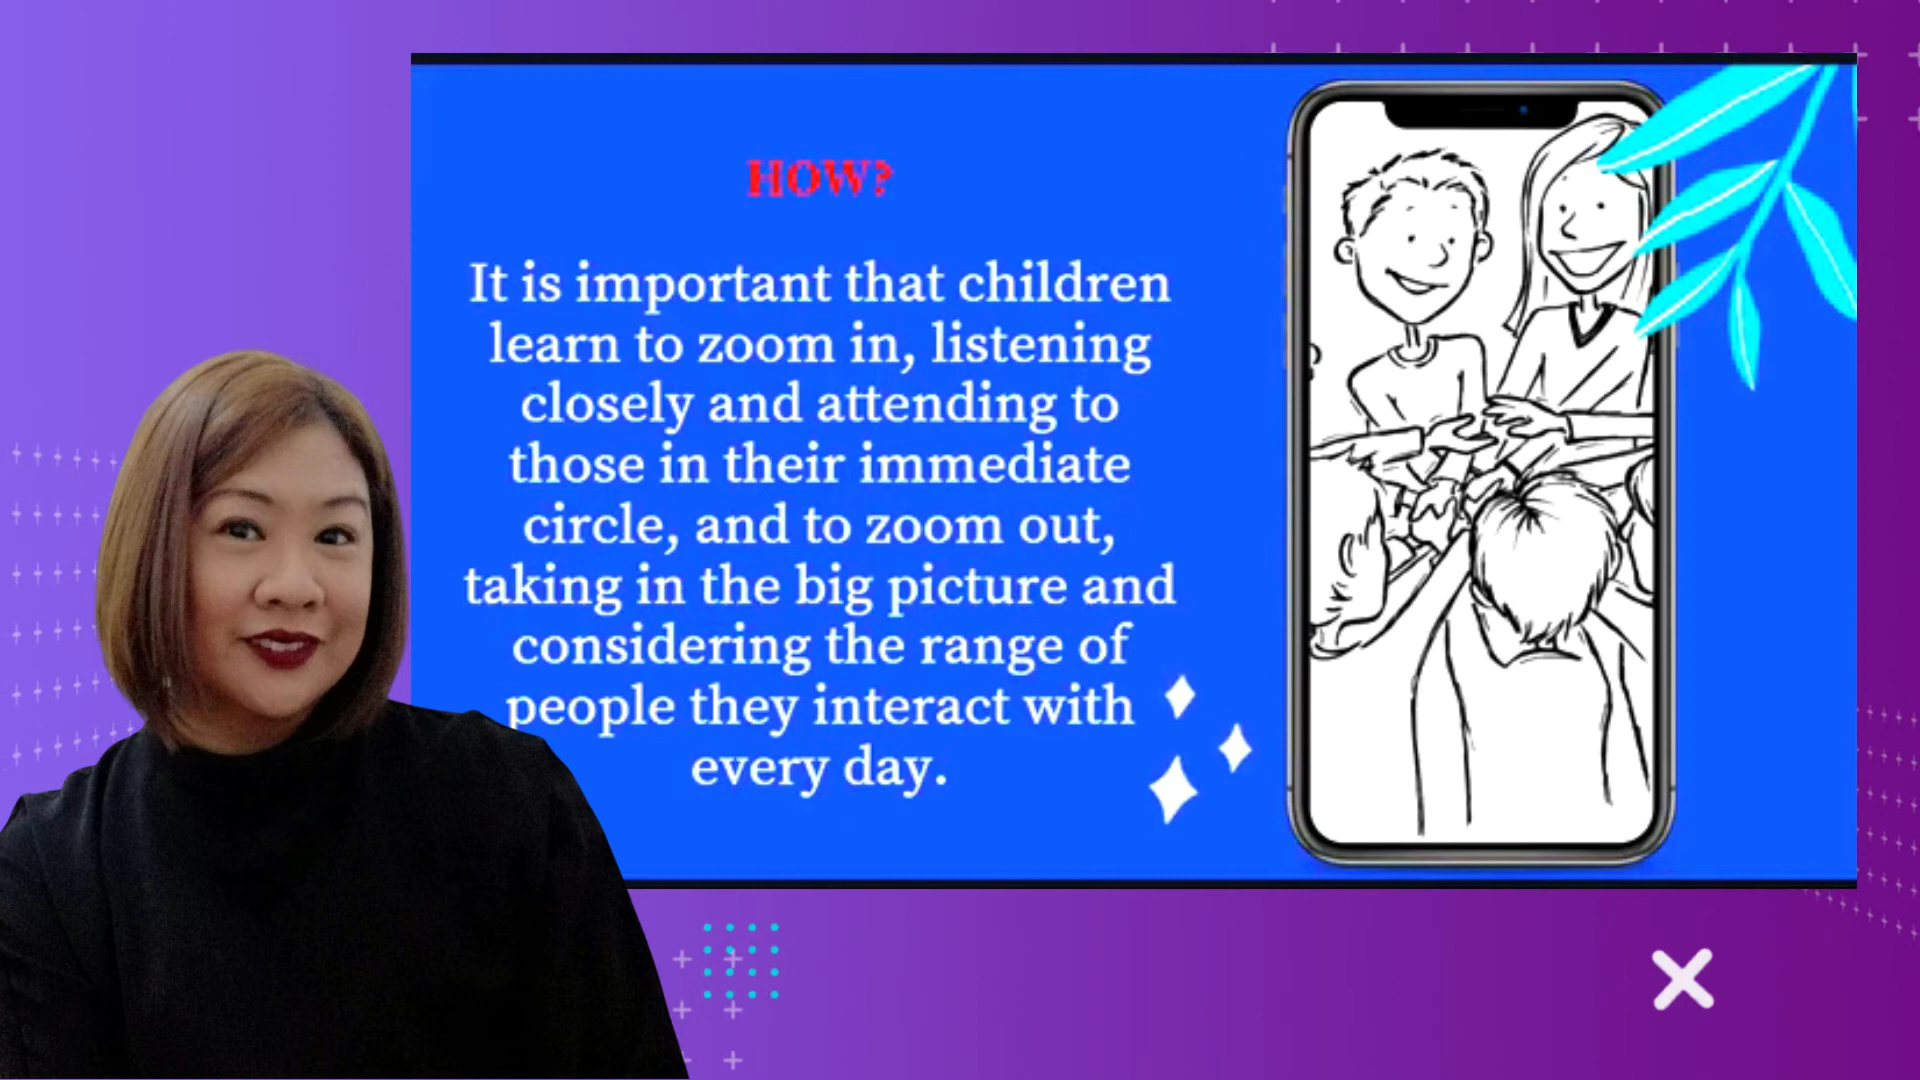 HOW?
It is important that children
learn to zoom in, listening
closely and attending to
those in their immediate
circle, and to zoom out,
taking in the big picture and
considering the range of
people they interact with
every day.